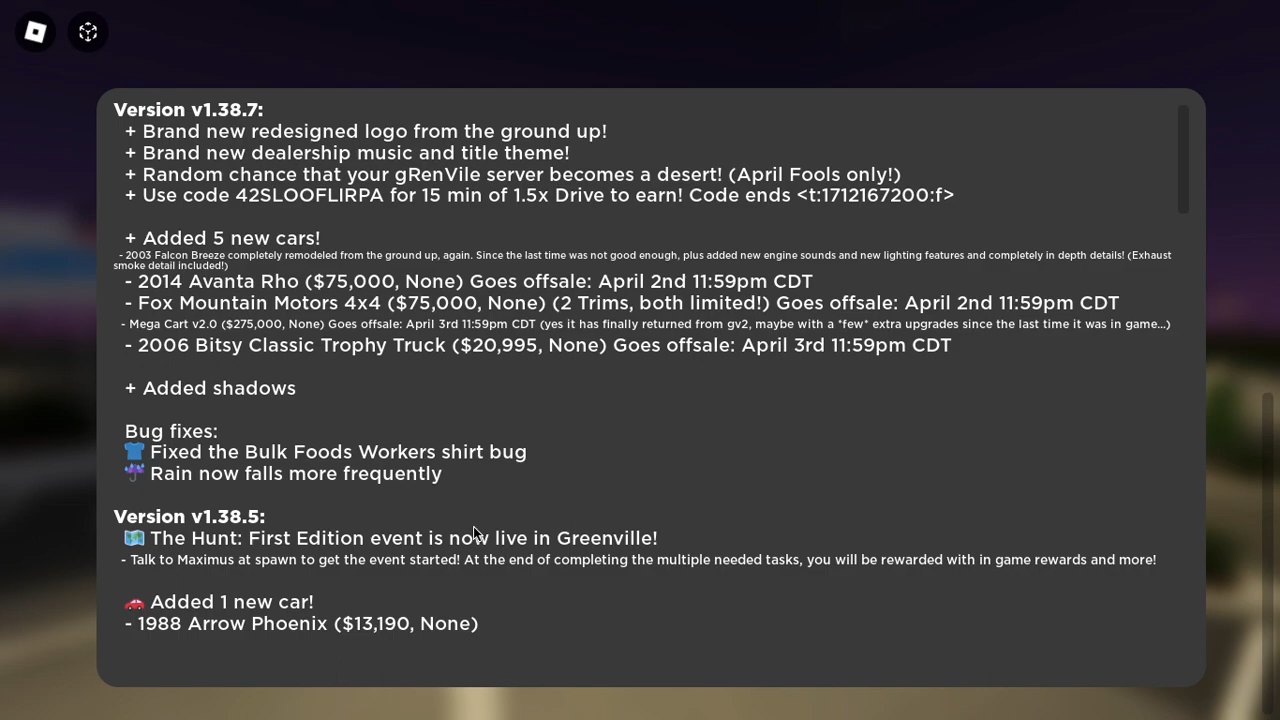 Version v1.38.7:
+ Brand new redesigned logo from the ground up!
+ Brand new dealership music and title theme!
+ Random chance that your gRenVile server becomes a desert! (April Fools only!)
+ Use code 42SLOOFLIRPA for 15 min of 1.5x Drive to earn! Code ends <t:1712167200:f>
+ Added 5 new cars!
- 2003 Falcon Breeze completely remodeled from the ground up, again. Since the last time was not good enough, plus added new engine sounds and new lighting features and completely in depth details! (Exhaust
smoke detail included!)
- 2014 Avanta Rho ($75,000, None) Goes offsale: April 2nd 11:59pm CDT
- Fox Mountain Motors 4x4 ($75,000, None) (2 Trims, both limited!) Goes offsale: April 2nd 11:59pm CDT
- Mega Cart v2.0 ($275,000, None) Goes offsale: April 3rd 11:59pm CDT (yes it has finally returned from gv2, maybe with a *few* extra upgrades since the last time it was in game...)
- 2006 Bitsy Classic Trophy Truck ($20,995, None) Goes offsale: April 3rd 11:59pm CDT
+ Added shadows
Bug fixes:
👕 Fixed the Bulk Foods Workers shirt bug
☔ Rain now falls more frequently
Version v1.38.5:
🗺️ The Hunt: First Edition event is now live in Greenville!
- Talk to Maximus at spawn to get the event started! At the end of completing the multiple needed tasks, you will be rewarded with in game rewards and more!
🚗 Added 1 new car!
- 1988 Arrow Phoenix ($13,190, None)